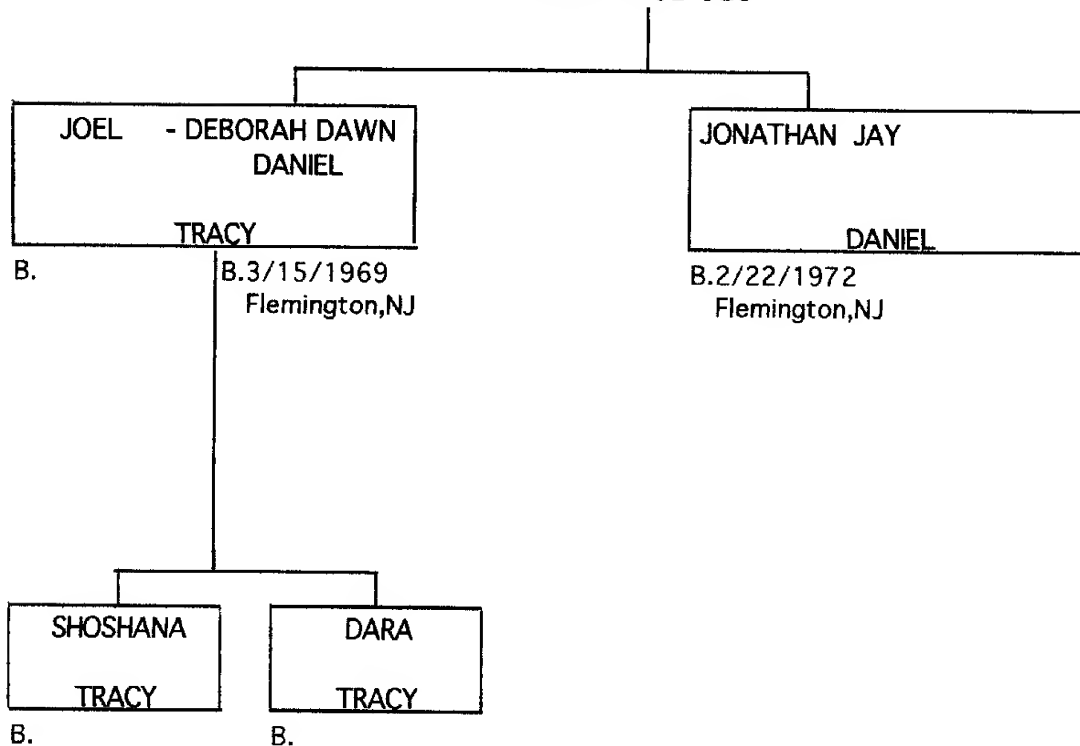 JOEL - DEBORAH DAWN
DANIEL
TRACY
B.
B.3/15/1969
Flemington,NJ
JONATHAN JAY
DANIEL
B.2/22/1972
Flemington,NJ
SHOSHANA
TRACY
B.
DARA
TRACY
B.